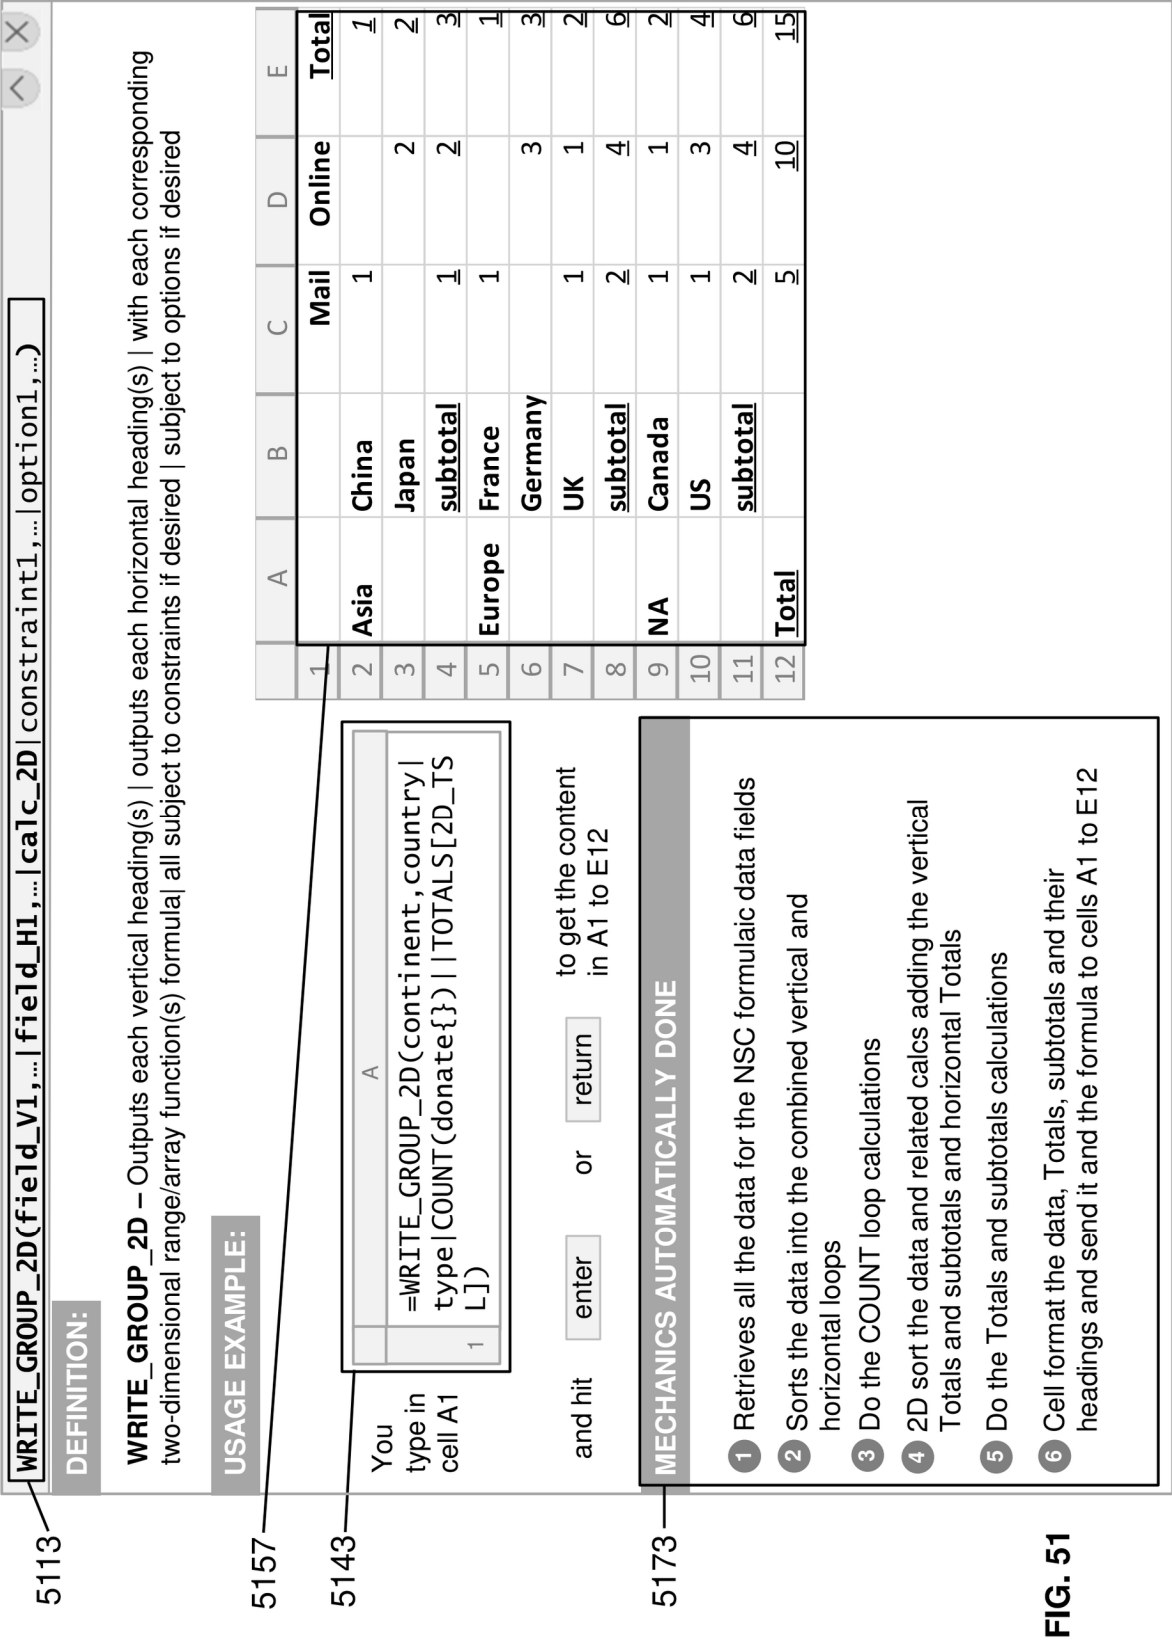 WRITE_GROUP_2D(field_V1,…|field_H1,…|calc_2D|constraint1,…|option1,…)
DEFINITION:
WRITE_GROUP_2D – Outputs each vertical heading(s) | outputs each horizontal heading(s) | with each corresponding
two-dimensional range/array function(s) formula| all subject to constraints if desired | subject to options if desired
USAGE EXAMPLE:
You
type in
cell A1
A
1
=WRITE_GROUP_2D(continent,country|
type|COUNT(donate{})||TOTALS[2D_TS
L])
and hit enter or return
to get the content
in A1 to E12
A B C D E
1 Mail Online Total
2 Asia China 1 1
3 Japan 2 2
4 subtotal 1 2 3
5 Europe France 1 1
6 Germany 3 3
7 UK 1 1 2
8 subtotal 2 4 6
9 NA Canada 1 1 2
10 US 1 3 4
11 subtotal 2 4 6
12 Total 5 10 15
MECHANICS AUTOMATICALLY DONE
1 Retrieves all the data for the NSC formulaic data fields
2 Sorts the data into the combined vertical and
horizontal loops
3 Do the COUNT loop calculations
4 2D sort the data and related calcs adding the vertical
Totals and subtotals and horizontal Totals
5 Do the Totals and subtotals calculations
6 Cell format the data, Totals, subtotals and their
headings and send it and the formula to cells A1 to E12
5113
5157
5143
5173
FIG. 51